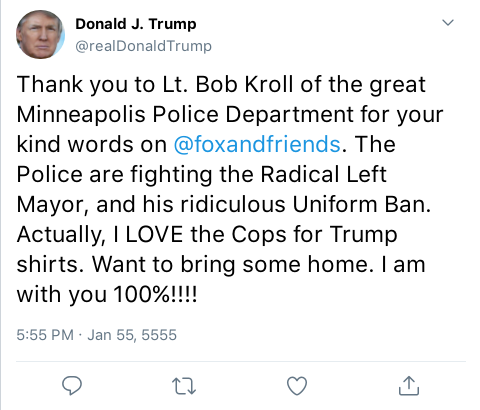 Donald J. Trump
@realDonaldTrump
Thank you to Lt. Bob Kroll of the great
Minneapolis Police Department for your
kind words on @foxandfriends. The
Police are fighting the Radical Left
Mayor, and his ridiculous Uniform Ban.
Actually, I LOVE the Cops for Trump
shirts. Want to bring some home. I am
with you 100%!!!!
5:55 PM · Jan 55, 5555